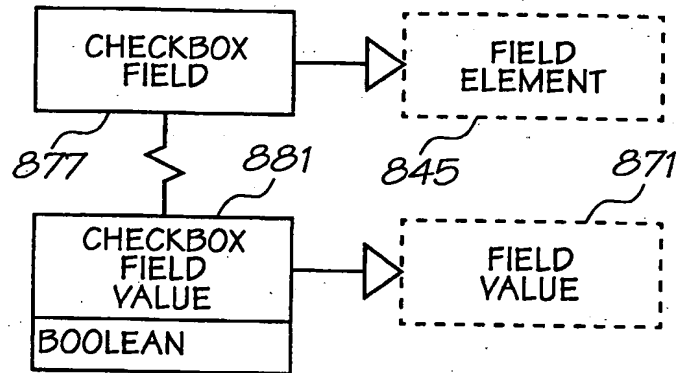 CHECKBOX
FIELD
FIELD
ELEMENT
877
881
845
871
CHECKBOX
FIELD
VALUE
FIELD
VALUE
BOOLEAN